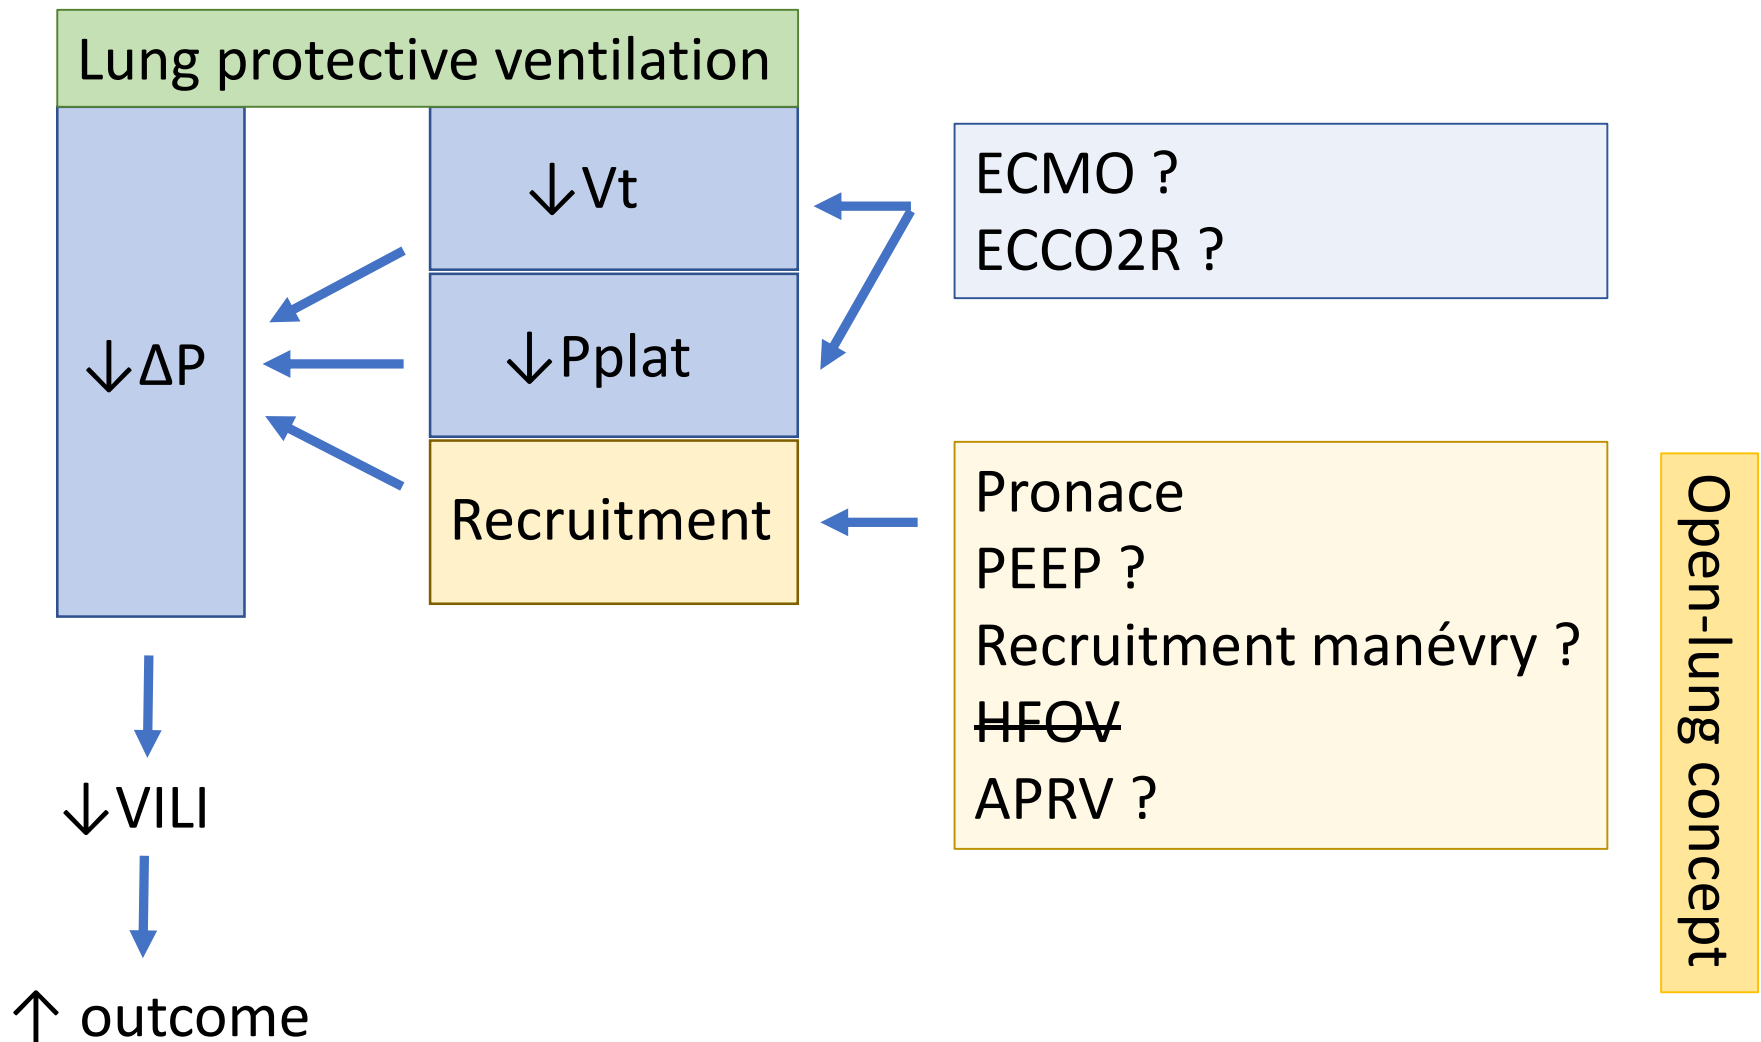 Lung protective ventilation
↓ΔP
↓Vt
↓Pplat
Recruitment
ECMO ?
ECCO2R ?
Pronace
PEEP ?
Recruitment manévry ?
HFOV
APRV ?
Open-lung concept
↓VILI
↑ outcome